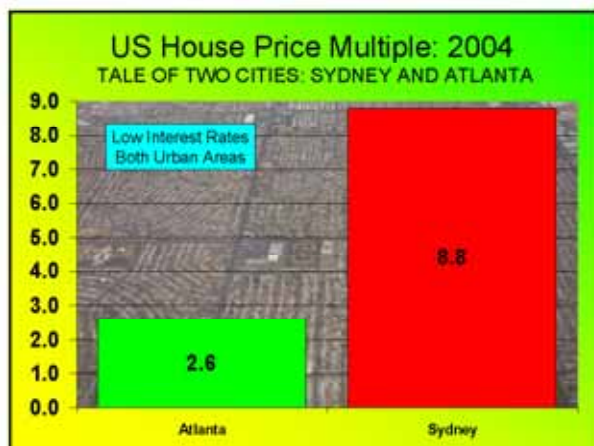 US House Price Multiple: 2004
TALE OF TWO CITIES: SYDNEY AND ATLANTA
9.0
8.0
7.0
6.0
5.0
4.0
3.0
2.0
1.0
0.0
Low Interest Rates
Both Urban Areas
2.6
8.8
Atlanta
Sydney